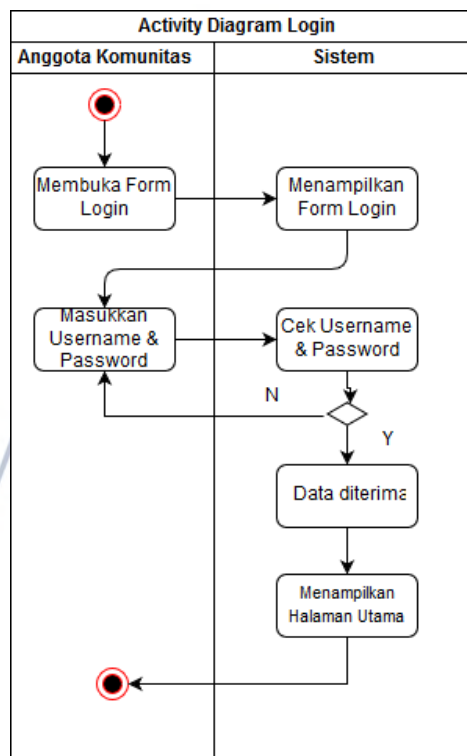 Activity Diagram Login
Anggota Komunitas
Sistem
Membuka Form
Login
Menampilkan
Form Login
Masukkan
Username &
Password
Cek Username
& Password
N
Y
Data diterima
Menampilkan
Halaman Utama